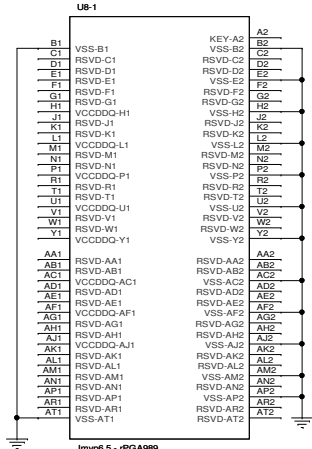 U8-1
KEY-A2 A2
B1 VSS-B1 VSS-B2 B2
C1 RSVD-C1 RSVD-C2 C2
D1 RSVD-D1 RSVD-D2 D2
E1 RSVD-E1 VSS-E2 E2
F1 RSVD-F1 RSVD-F2 F2
G1 RSVD-G1 RSVD-G2 G2
H1 VCCDDQ-H1 VSS-H2 H2
J1 RSVD-J1 RSVD-J2 J2
K1 RSVD-K1 RSVD-K2 K2
L1 VCCDDQ-L1 VSS-L2 L2
M1 RSVD-M1 RSVD-M2 M2
N1 RSVD-N1 RSVD-N2 N2
P1 VCCDDQ-P1 VSS-P2 P2
R1 RSVD-R1 RSVD-R2 R2
T1 RSVD-T1 RSVD-T2 T2
U1 VCCDDQ-U1 VSS-U2 U2
V1 RSVD-V1 RSVD-V2 V2
W1 RSVD-W1 RSVD-W2 W2
Y1 VCCDDQ-Y1 VSS-Y2 Y2
AA1 RSVD-AA1 RSVD-AA2 AA2
AB1 RSVD-AB1 RSVD-AB2 AB2
AC1 VCCDDQ-AC1 VSS-AC2 AC2
AD1 RSVD-AD1 RSVD-AD2 AD2
AE1 RSVD-AE1 RSVD-AE2 AE2
AF1 VCCDDQ-AF1 VSS-AF2 AF2
AG1 RSVD-AG1 RSVD-AG2 AG2
AH1 RSVD-AH1 RSVD-AH2 AH2
AJ1 VCCDDQ-AJ1 VSS-AJ2 AJ2
AK1 RSVD-AK1 RSVD-AK2 AK2
AL1 RSVD-AL1 RSVD-AL2 AL2
AM1 RSVD-AM1 VSS-AM2 AM2
AN1 RSVD-AN1 RSVD-AN2 AN2
AP1 RSVD-AP1 VSS-AP2 AP2
AR1 RSVD-AR1 RSVD-AR2 AR2
AT1 VSS-AT1 RSVD-AT2 AT2
Imvp6.5 - rPGA989